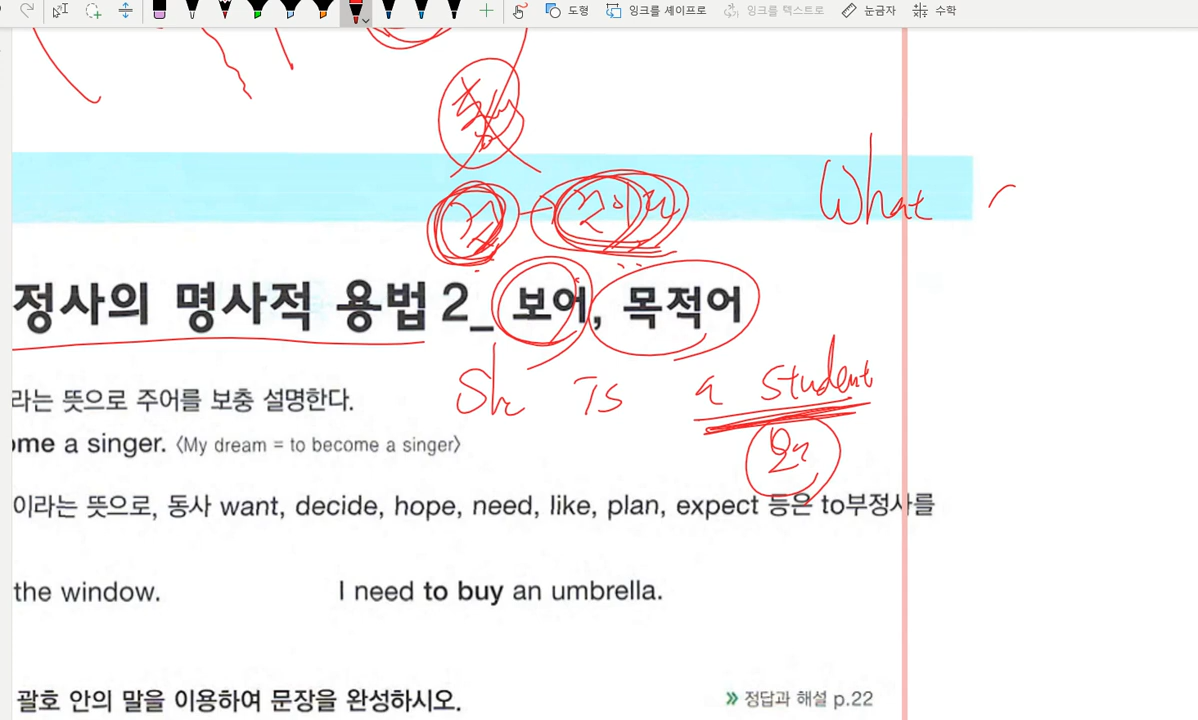 도형 잉크를 셰이프로 잉크를 텍스트로 눈금자 수학
What
정사의 명사적 용법 2_ 보어, 목적어
She is a student
라는 뜻으로 주어를 보충 설명한다.
ome a singer. 〈My dream = to become a singer〉
이라는 뜻으로, 동사 want, decide, hope, need, like, plan, expect 등은 to부정사를
the window. I need to buy an umbrella.
괄호 안의 말을 이용하여 문장을 완성하시오.
» 정답과 해설 p.22